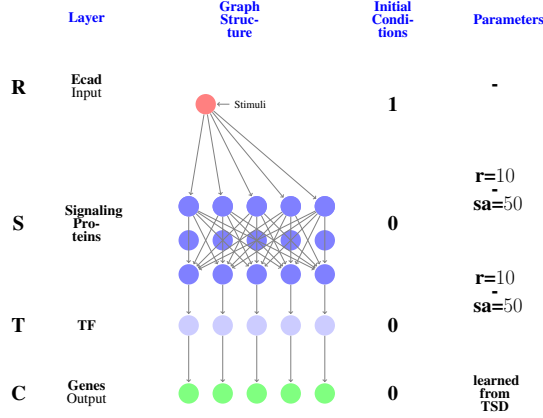 Layer
Graph
Struc-
ture
Initial
Condi-
tions
Parameters
R
Ecad
Input
Stimuli
1
-
S
Signaling
Pro-
teins
0
r=10
-
sa=50
T
TF
0
r=10
-
sa=50
C
Genes
Output
0
learned
from
TSD